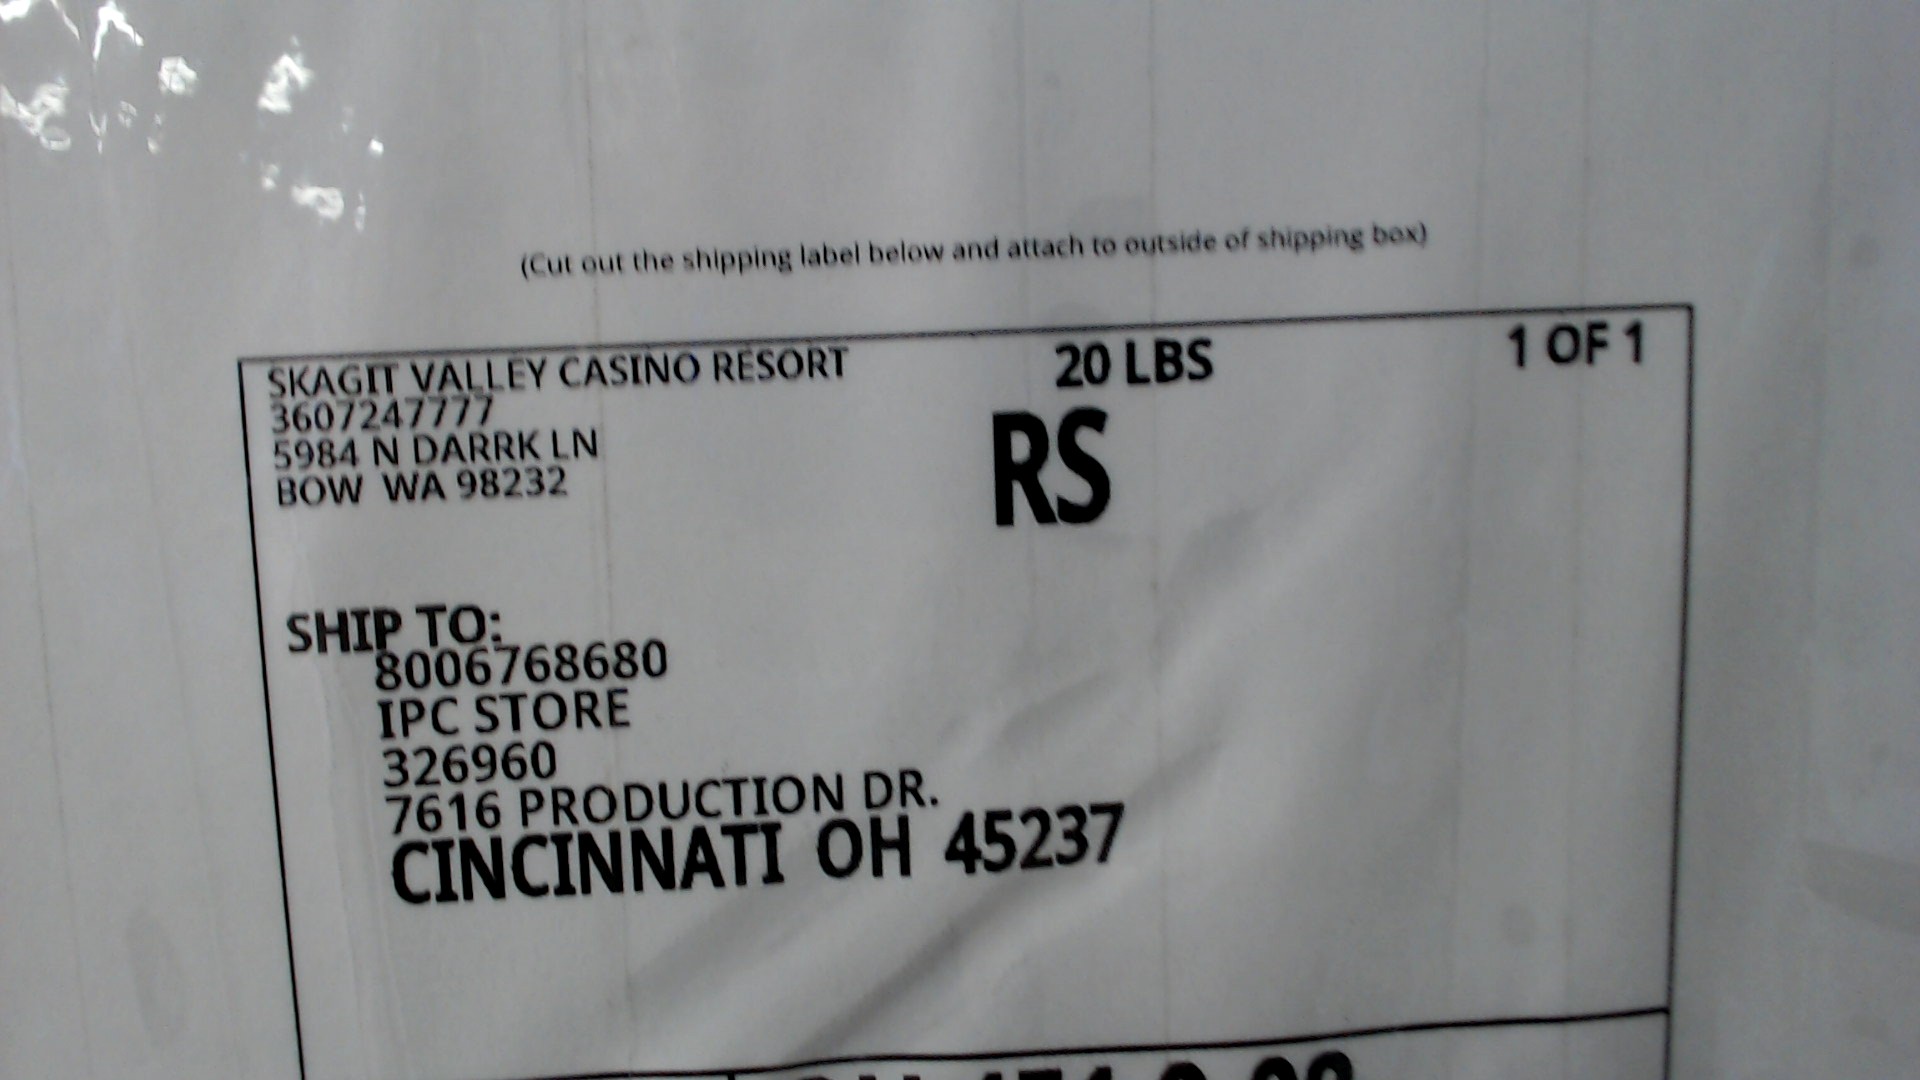 (Cut out the shipping label below and attach to outside of shipping box)
SKAGIT VALLEY CASINO RESORT 20 LBS 1 OF 1
3607247777
5984 N DARRK LN
BOW WA 98232
RS
SHIP TO:
8006768680
IPC STORE
326960
7616 PRODUCTION DR.
CINCINNATI OH 45237